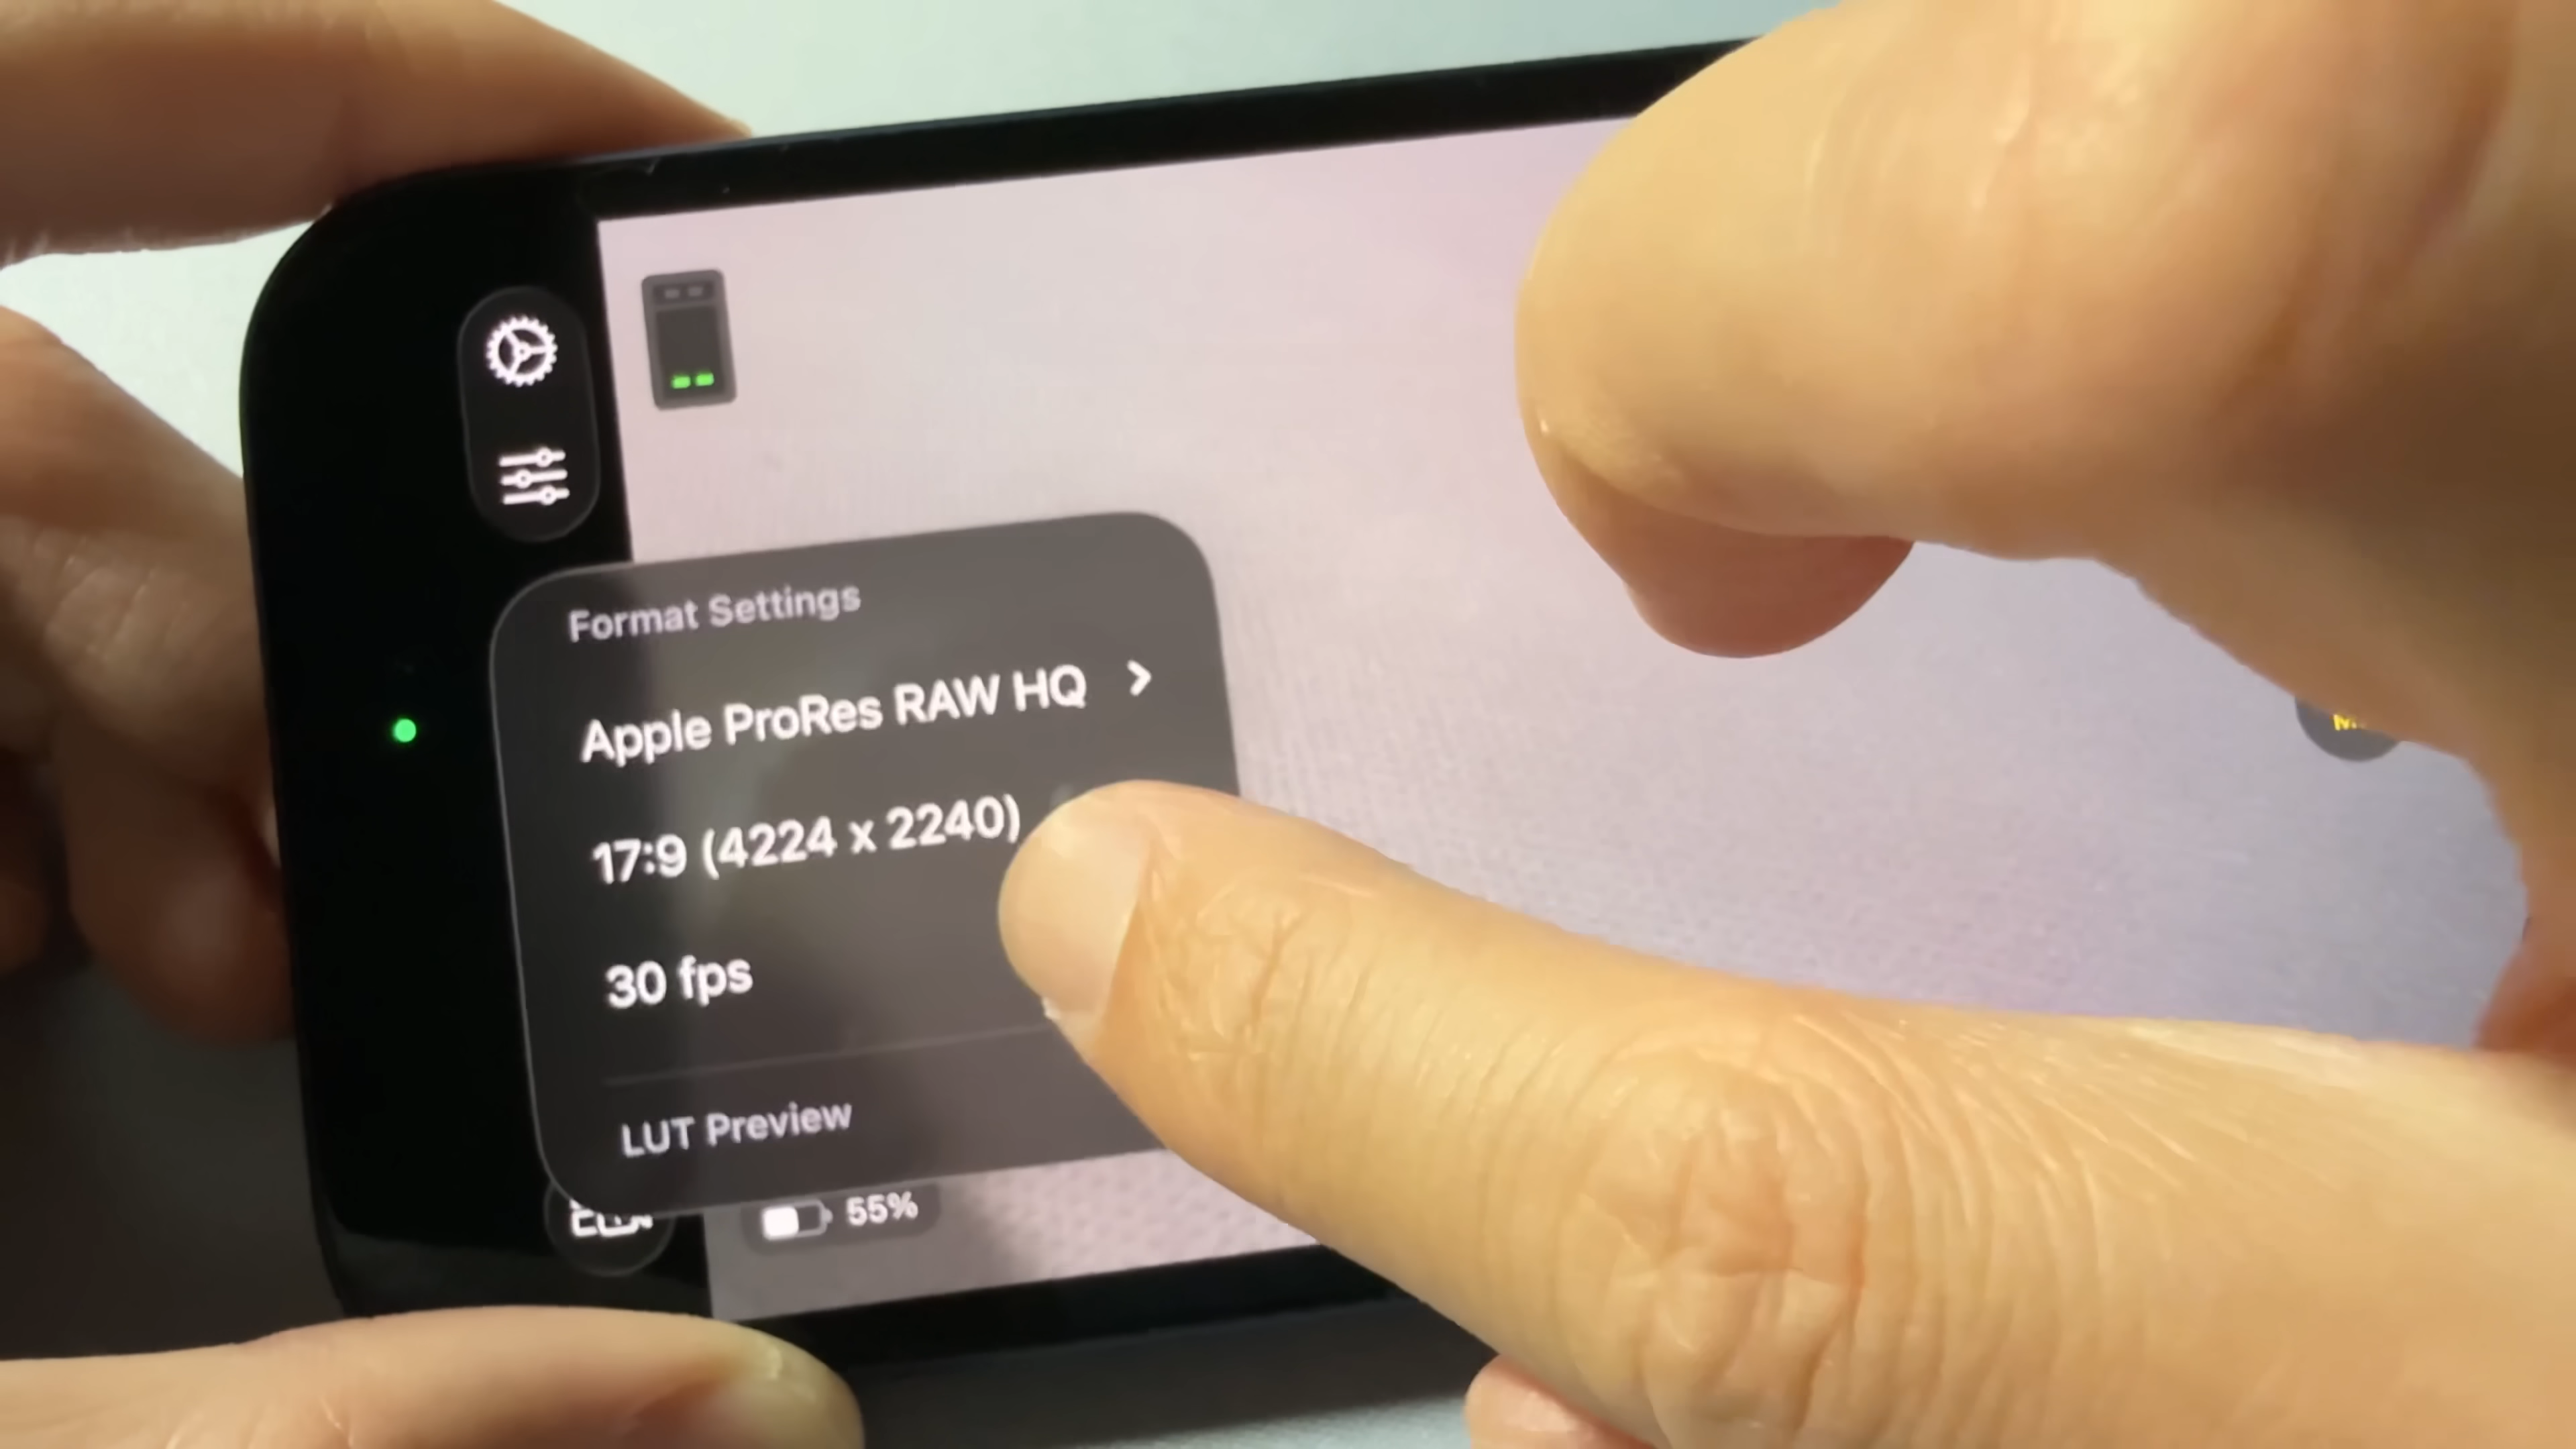 Format Settings
Apple ProRes RAW HQ
17:9 (4224 x 2240)
30 fps
LUT Preview
55%